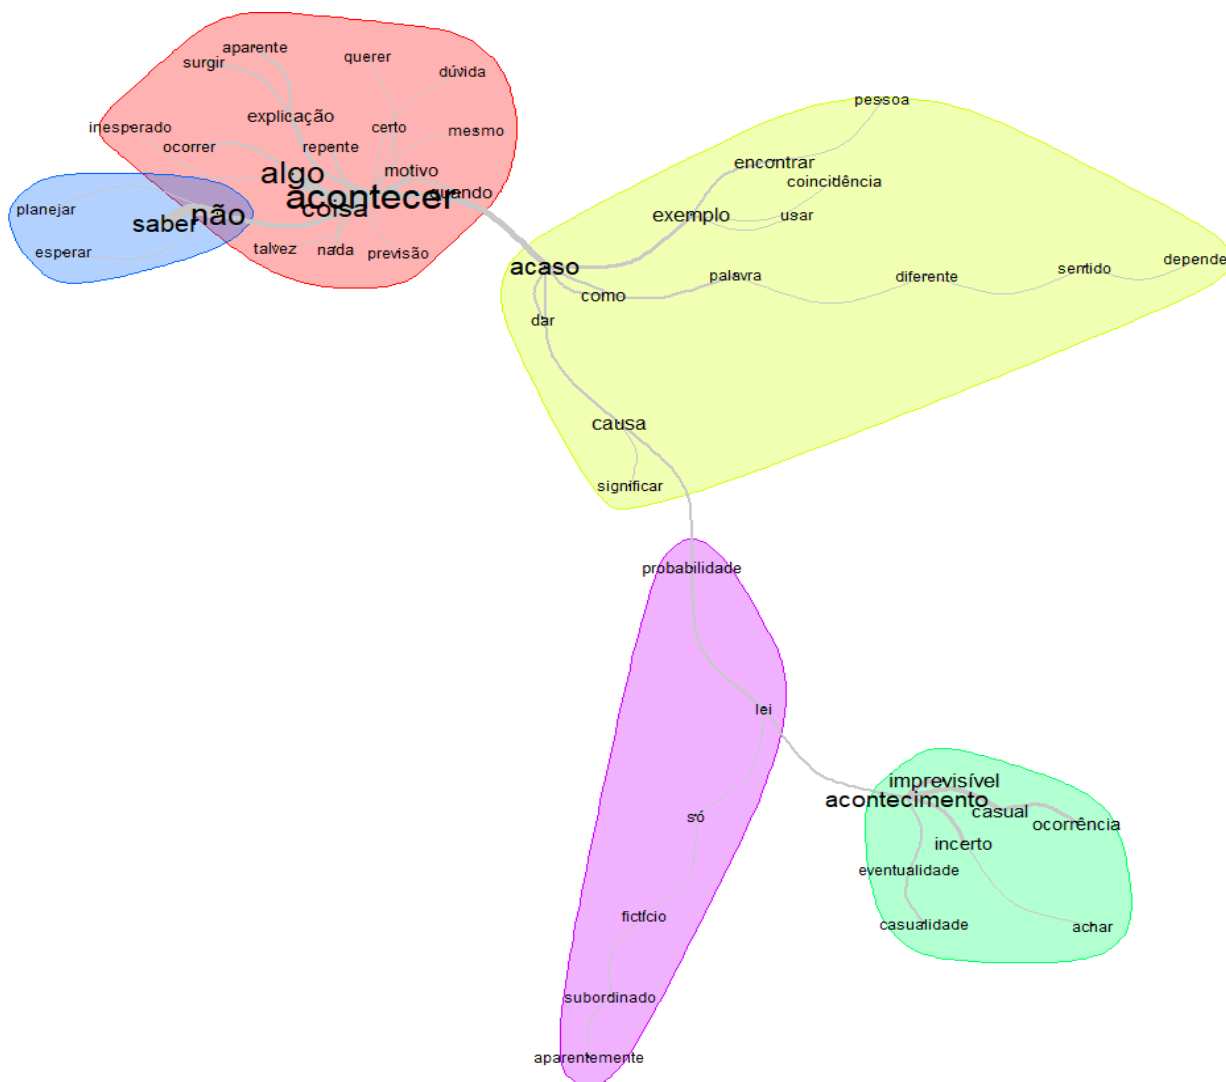 aparente
surgir
querer
dúvida
explicação
inesperado
certo
mesmo
ocorrer
repente
algo
motivo
acontecer
quando
coisa
planejar
saber
não
esperar
talvez
nada
previsão
pessoa
encontrar
coincidência
exemplo
usar
acaso
como
palavra
diferente
sentido
depende
dar
causa
significar
probabilidade
lei
só
fictício
subordinado
aparentemente
imprevisível
acontecimento
casual
ocorrência
incerto
eventualidade
casualidade
achar